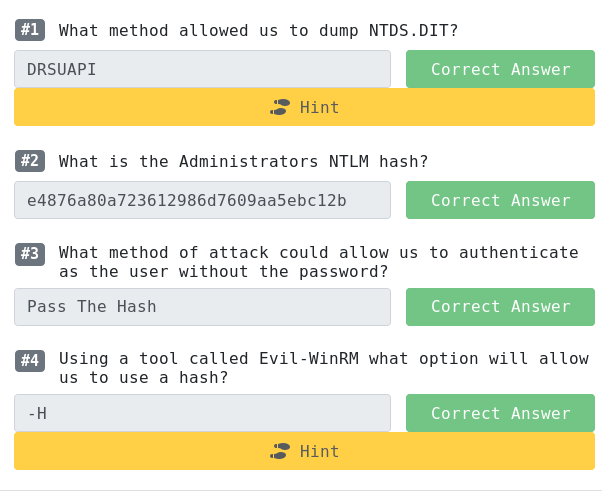 #1 What method allowed us to dump NTDS.DIT?
DRSUAPI Correct Answer
Hint
#2 What is the Administrators NTLM hash?
e4876a80a723612986d7609aa5ebc12b Correct Answer
#3 What method of attack could allow us to authenticate
as the user without the password?
Pass The Hash Correct Answer
#4 Using a tool called Evil-WinRM what option will allow
us to use a hash?
-H Correct Answer
Hint